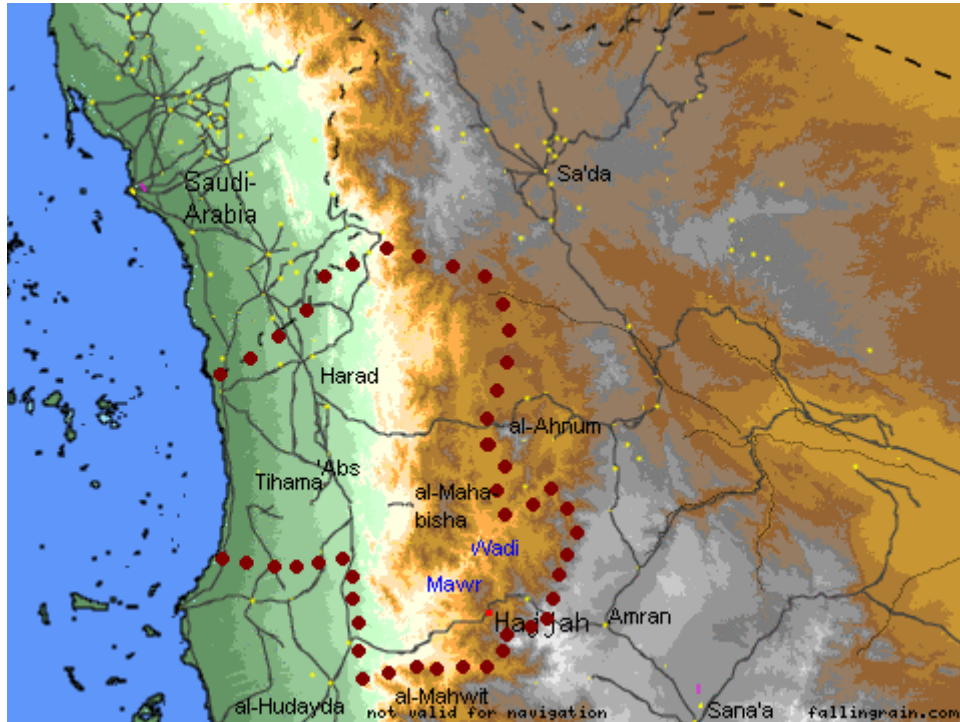 Sa'da
Saudi-
Arabia
Harad
al-Ahnum
'Abs
Tihama
al-Maha-
bisha
Wadi
Mawr
Hajjah
Amran
al-Mahwit
al-Hudayda
Sana'a
not valid for navigation
fallingrain.com